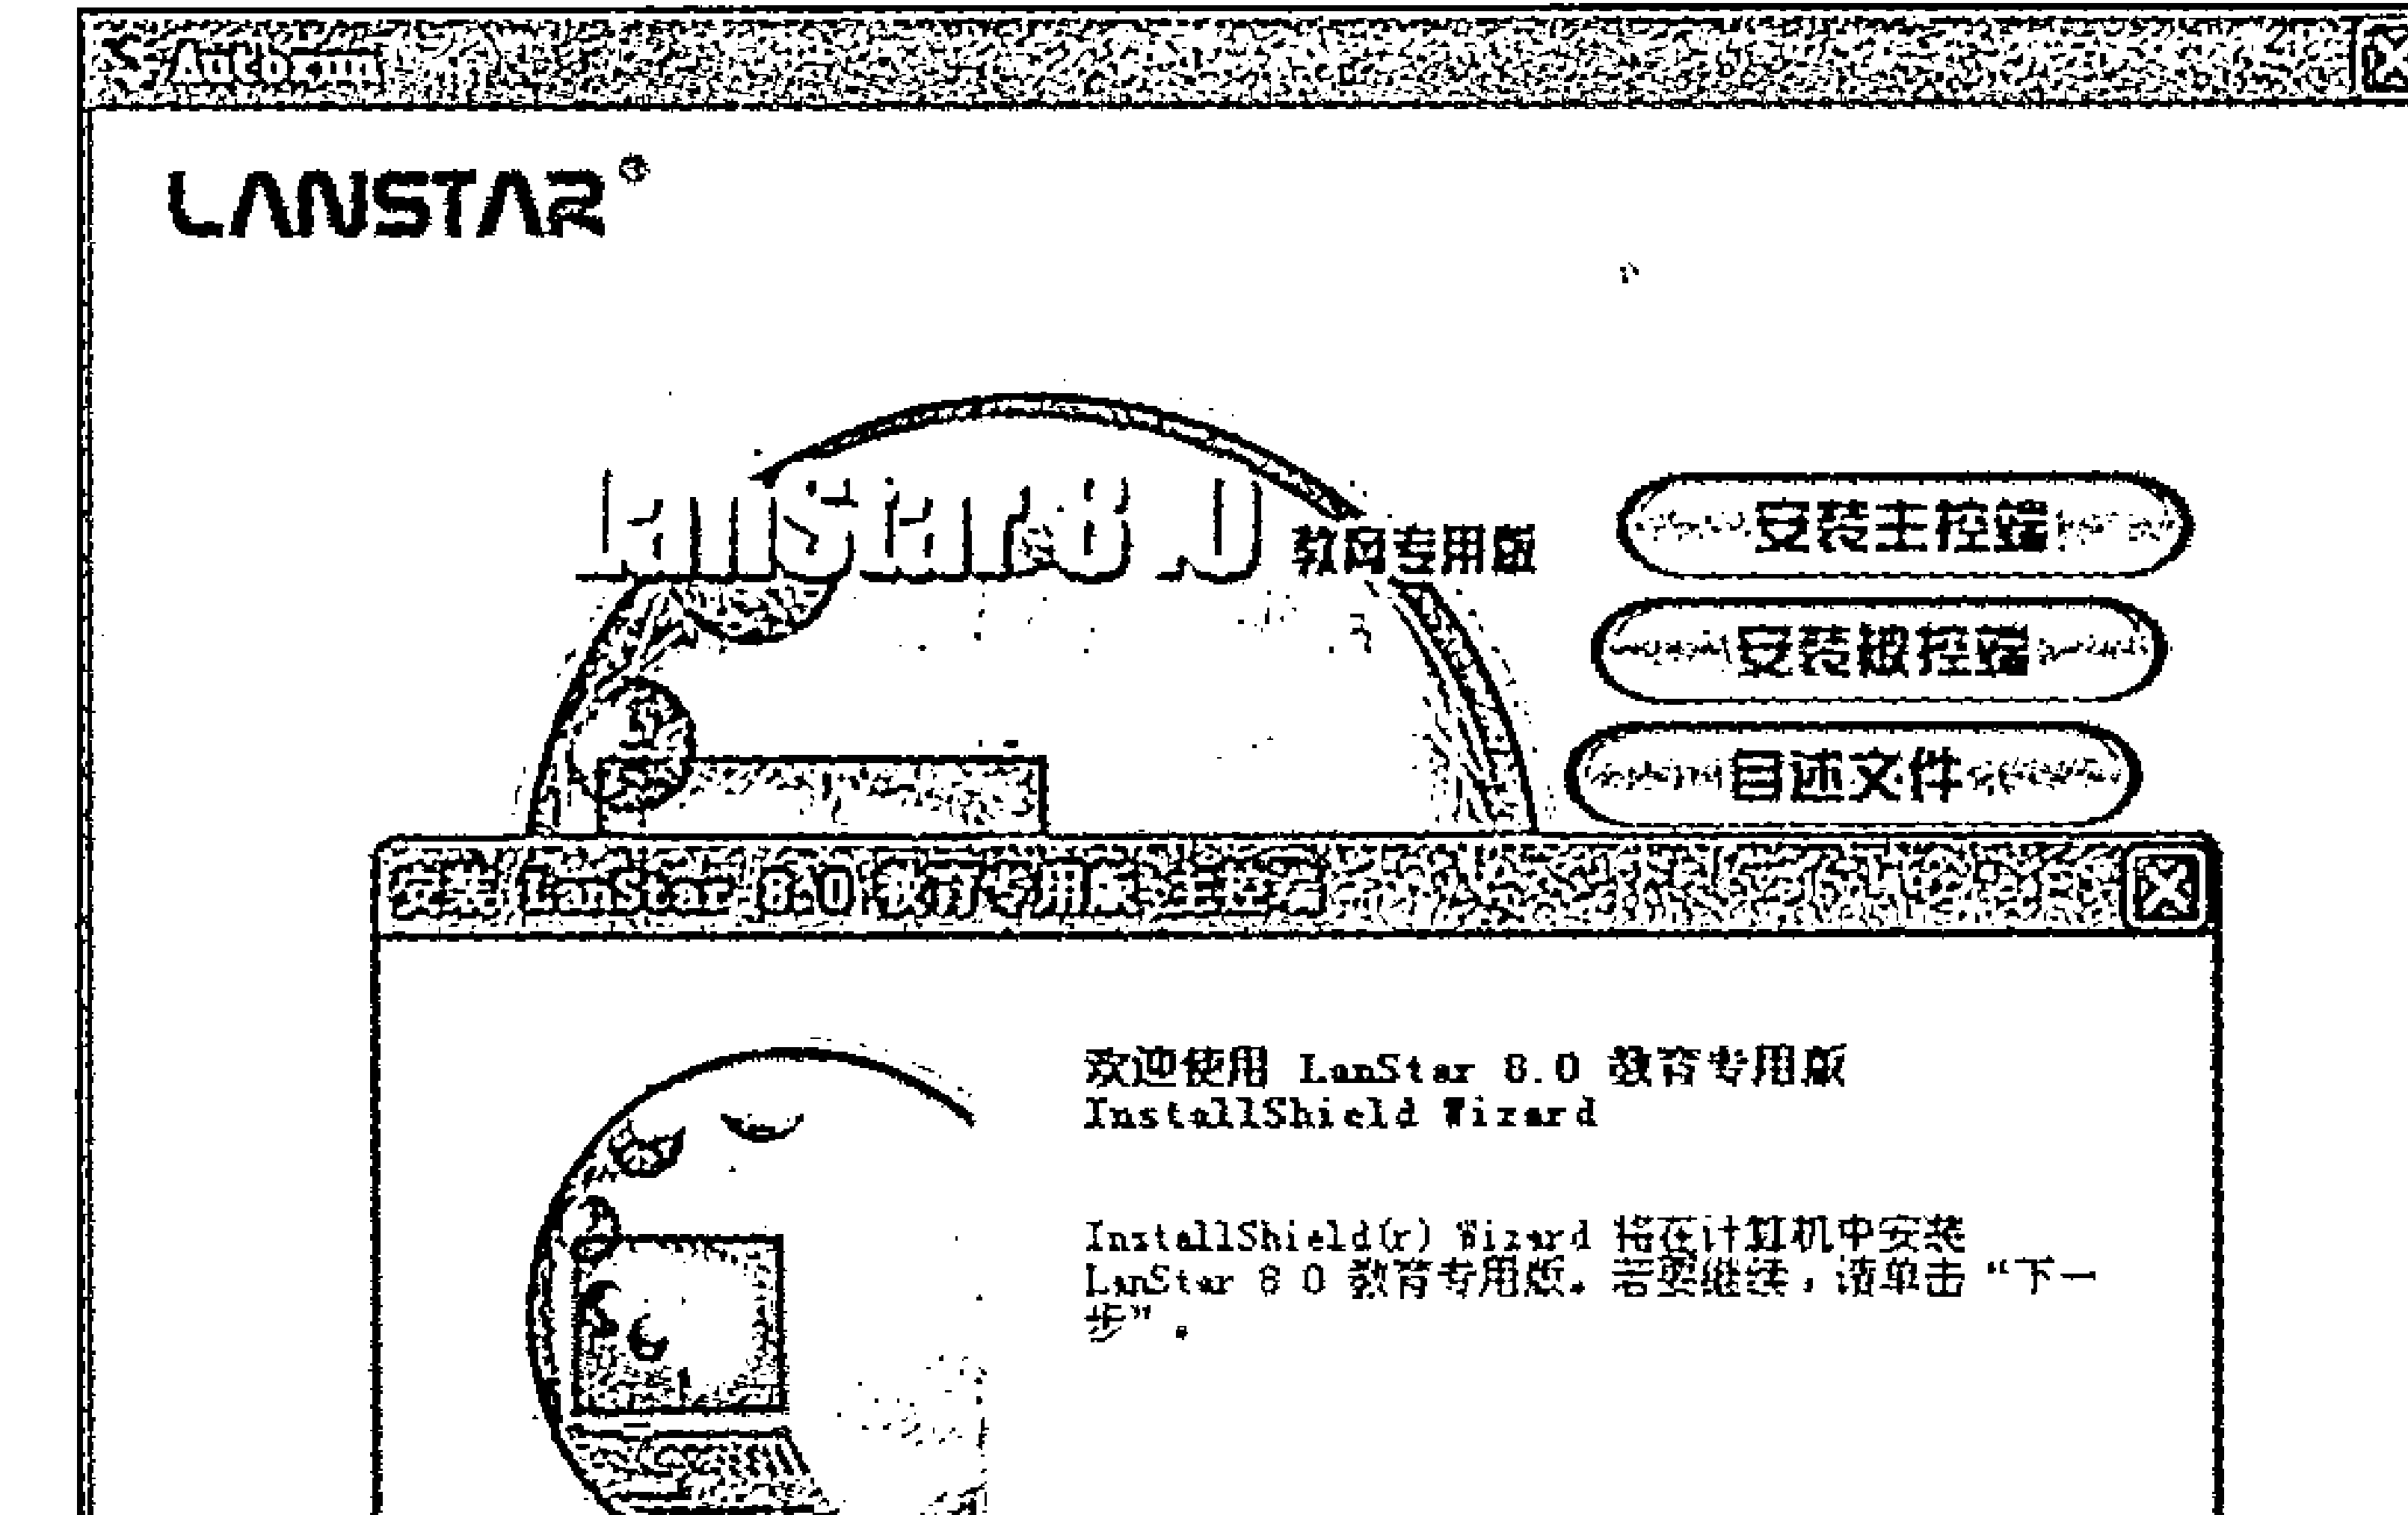 Autorun
LANSTAR®
LanStar8.0 教育专用版
安装主控端
安装被控端
自述文件
安装 LanStar 8.0 教育专用版 主控端
欢迎使用 LanStar 8.0 教育专用版
InstallShield Wizard
InstallShield(r) Wizard 将在计算机中安装
LanStar 8.0 教育专用版。若要继续，请单击“下一
步”。